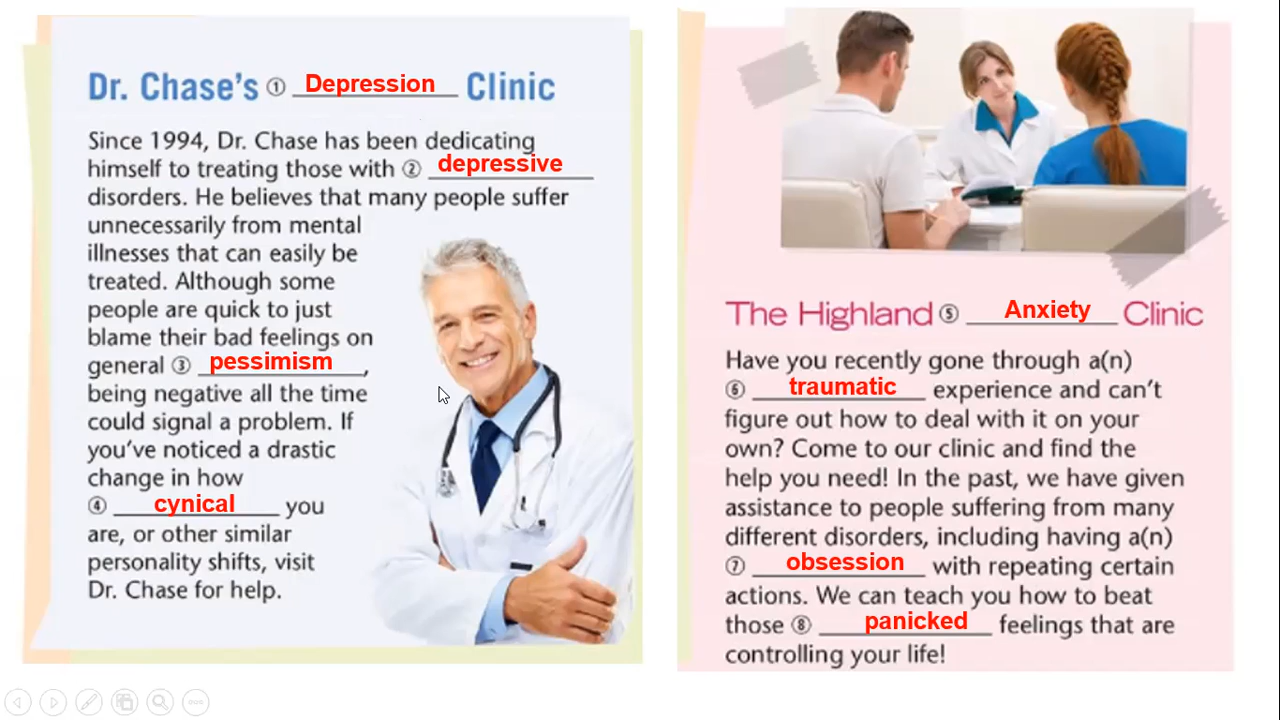 Dr. Chase's ① Depression Clinic
Since 1994, Dr. Chase has been dedicating
himself to treating those with ② depressive
disorders. He believes that many people suffer
unnecessarily from mental
illnesses that can easily be
treated. Although some
people are quick to just
blame their bad feelings on
general ③ pessimism,
being negative all the time
could signal a problem. If
you've noticed a drastic
change in how
④ cynical you
are, or other similar
personality shifts, visit
Dr. Chase for help.
The Highland ⑤ Anxiety Clinic
Have you recently gone through a(n)
⑥ traumatic experience and can't
figure out how to deal with it on your
own? Come to our clinic and find the
help you need! In the past, we have given
assistance to people suffering from many
different disorders, including having a(n)
⑦ obsession with repeating certain
actions. We can teach you how to beat
those ⑧ panicked feelings that are
controlling your life!